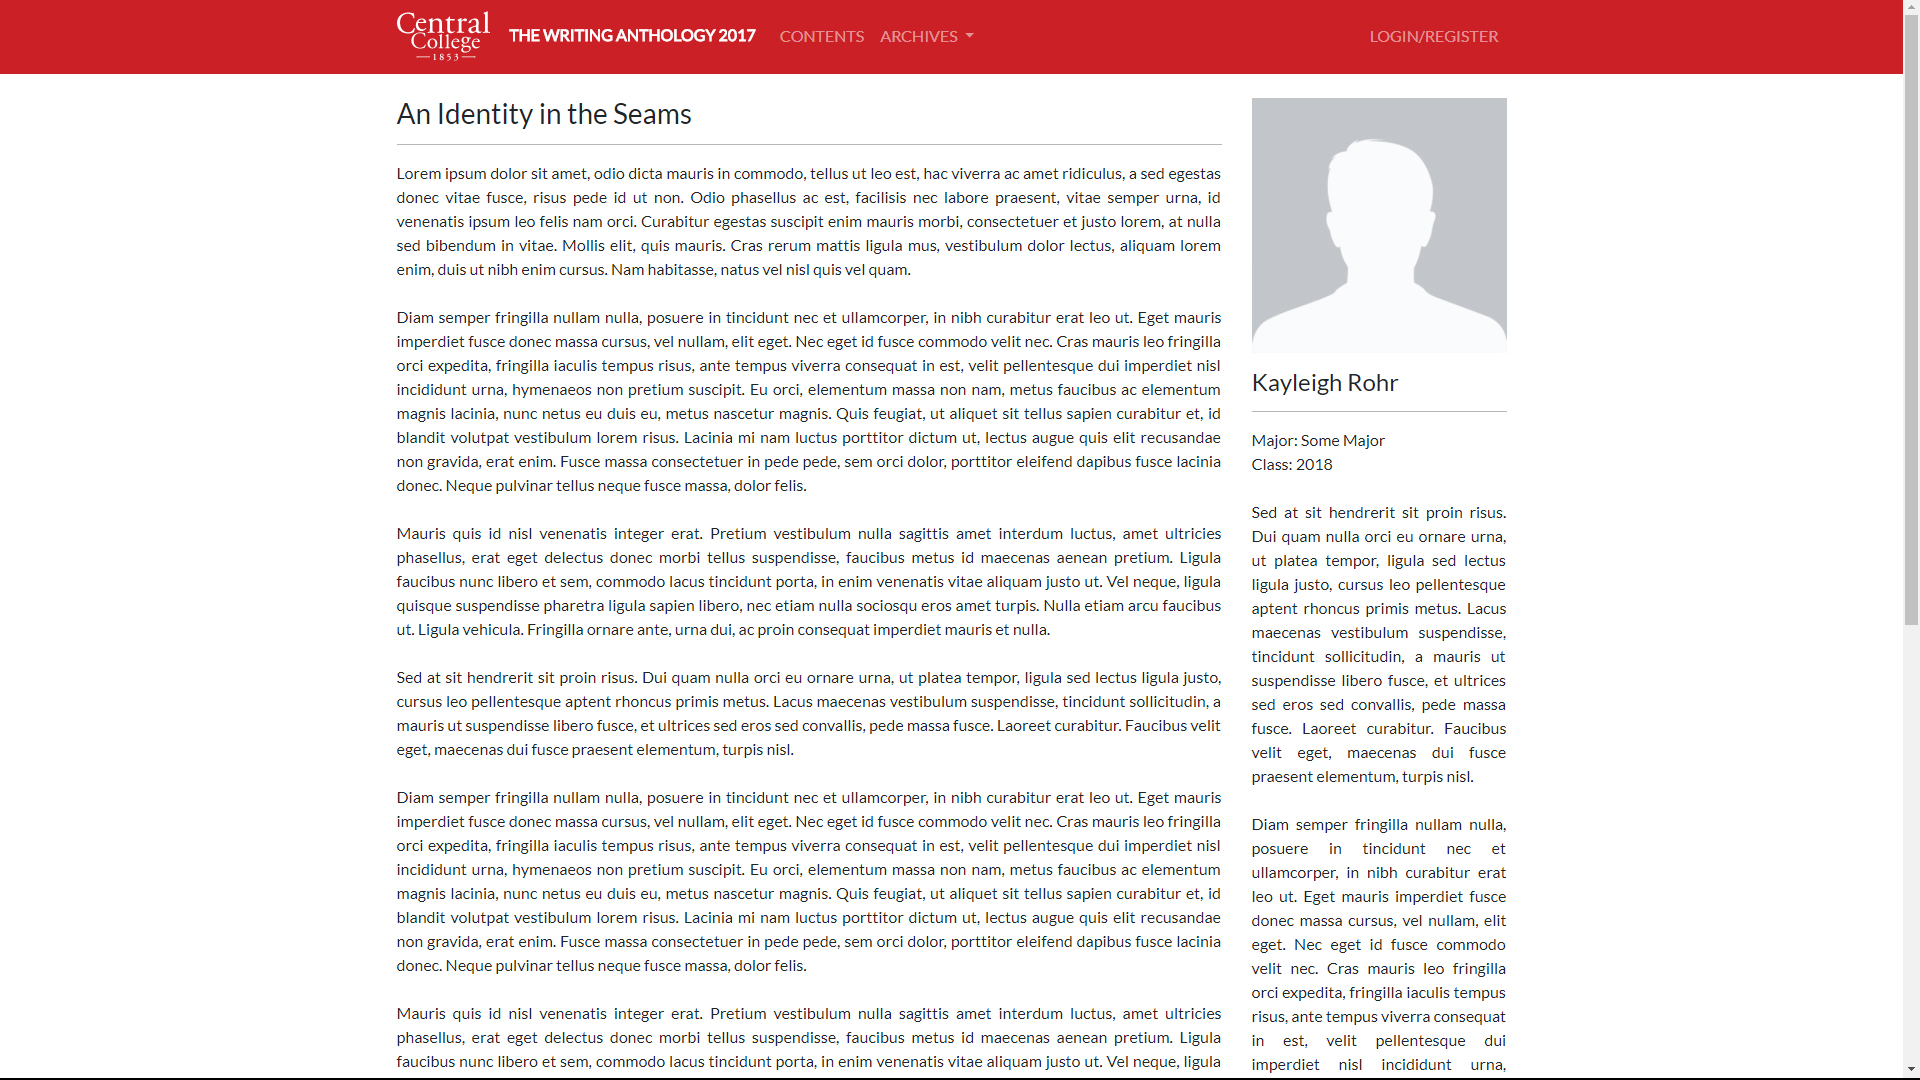 Central
College
1853
THE WRITING ANTHOLOGY 2017
CONTENTS
ARCHIVES
LOGIN/REGISTER
An Identity in the Seams
Lorem ipsum dolor sit amet, odio dicta mauris in commodo, tellus ut leo est, hac viverra ac amet ridiculus, a sed egestas
donec vitae fusce, risus pede id ut non. Odio phasellus ac est, facilisis nec labore praesent, vitae semper urna, id
venenatis ipsum leo felis nam orci. Curabitur egestas suscipit enim mauris morbi, consectetuer et justo lorem, at nulla
sed bibendum in vitae. Mollis elit, quis mauris. Cras rerum mattis ligula mus, vestibulum dolor lectus, aliquam lorem
enim, duis ut nibh enim cursus. Nam habitasse, natus vel nisl quis vel quam.
Diam semper fringilla nullam nulla, posuere in tincidunt nec et ullamcorper, in nibh curabitur erat leo ut. Eget mauris
imperdiet fusce donec massa cursus, vel nullam, elit eget. Nec eget id fusce commodo velit nec. Cras mauris leo fringilla
orci expedita, fringilla iaculis tempus risus, ante tempus viverra consequat in est, velit pellentesque dui imperdiet nisl
incididunt urna, hymenaeos non pretium suscipit. Eu orci, elementum massa non nam, metus faucibus ac elementum
magnis lacinia, nunc netus eu duis eu, metus nascetur magnis. Quis feugiat, ut aliquet sit tellus sapien curabitur et, id
blandit volutpat vestibulum lorem risus. Lacinia mi nam luctus porttitor dictum ut, lectus augue quis elit recusandae
non gravida, erat enim. Fusce massa consectetuer in pede pede, sem orci dolor, porttitor eleifend dapibus fusce lacinia
donec. Neque pulvinar tellus neque fusce massa, dolor felis.
Mauris quis id nisl venenatis integer erat. Pretium vestibulum nulla sagittis amet interdum luctus, amet ultricies
phasellus, erat eget delectus donec morbi tellus suspendisse, faucibus metus id maecenas aenean pretium. Ligula
faucibus nunc libero et sem, commodo lacus tincidunt porta, in enim venenatis vitae aliquam justo ut. Vel neque, ligula
quisque suspendisse pharetra ligula sapien libero, nec etiam nulla sociosqu eros amet turpis. Nulla etiam arcu faucibus
ut. Ligula vehicula. Fringilla ornare ante, urna dui, ac proin consequat imperdiet mauris et nulla.
Sed at sit hendrerit sit proin risus. Dui quam nulla orci eu ornare urna, ut platea tempor, ligula sed lectus ligula justo,
cursus leo pellentesque aptent rhoncus primis metus. Lacus maecenas vestibulum suspendisse, tincidunt sollicitudin, a
mauris ut suspendisse libero fusce, et ultrices sed eros sed convallis, pede massa fusce. Laoreet curabitur. Faucibus velit
eget, maecenas dui fusce praesent elementum, turpis nisl.
Diam semper fringilla nullam nulla, posuere in tincidunt nec et ullamcorper, in nibh curabitur erat leo ut. Eget mauris
imperdiet fusce donec massa cursus, vel nullam, elit eget. Nec eget id fusce commodo velit nec. Cras mauris leo fringilla
orci expedita, fringilla iaculis tempus risus, ante tempus viverra consequat in est, velit pellentesque dui imperdiet nisl
incididunt urna, hymenaeos non pretium suscipit. Eu orci, elementum massa non nam, metus faucibus ac elementum
magnis lacinia, nunc netus eu duis eu, metus nascetur magnis. Quis feugiat, ut aliquet sit tellus sapien curabitur et, id
blandit volutpat vestibulum lorem risus. Lacinia mi nam luctus porttitor dictum ut, lectus augue quis elit recusandae
non gravida, erat enim. Fusce massa consectetuer in pede pede, sem orci dolor, porttitor eleifend dapibus fusce lacinia
donec. Neque pulvinar tellus neque fusce massa, dolor felis.
Mauris quis id nisl venenatis integer erat. Pretium vestibulum nulla sagittis amet interdum luctus, amet ultricies
phasellus, erat eget delectus donec morbi tellus suspendisse, faucibus metus id maecenas aenean pretium. Ligula
faucibus nunc libero et sem, commodo lacus tincidunt porta, in enim venenatis vitae aliquam justo ut. Vel neque, ligula
Kayleigh Rohr
Major: Some Major
Class: 2018
Sed at sit hendrerit sit proin risus.
Dui quam nulla orci eu ornare urna,
ut platea tempor, ligula sed lectus
ligula justo, cursus leo pellentesque
aptent rhoncus primis metus. Lacus
maecenas vestibulum suspendisse,
tincidunt sollicitudin, a mauris ut
suspendisse libero fusce, et ultrices
sed eros sed convallis, pede massa
fusce. Laoreet curabitur. Faucibus
velit eget, maecenas dui fusce
praesent elementum, turpis nisl.
Diam semper fringilla nullam nulla,
posuere in tincidunt nec et
ullamcorper, in nibh curabitur erat
leo ut. Eget mauris imperdiet fusce
donec massa cursus, vel nullam, elit
eget. Nec eget id fusce commodo
velit nec. Cras mauris leo fringilla
orci expedita, fringilla iaculis tempus
risus, ante tempus viverra consequat
in est, velit pellentesque dui
imperdiet nisl incididunt urna,